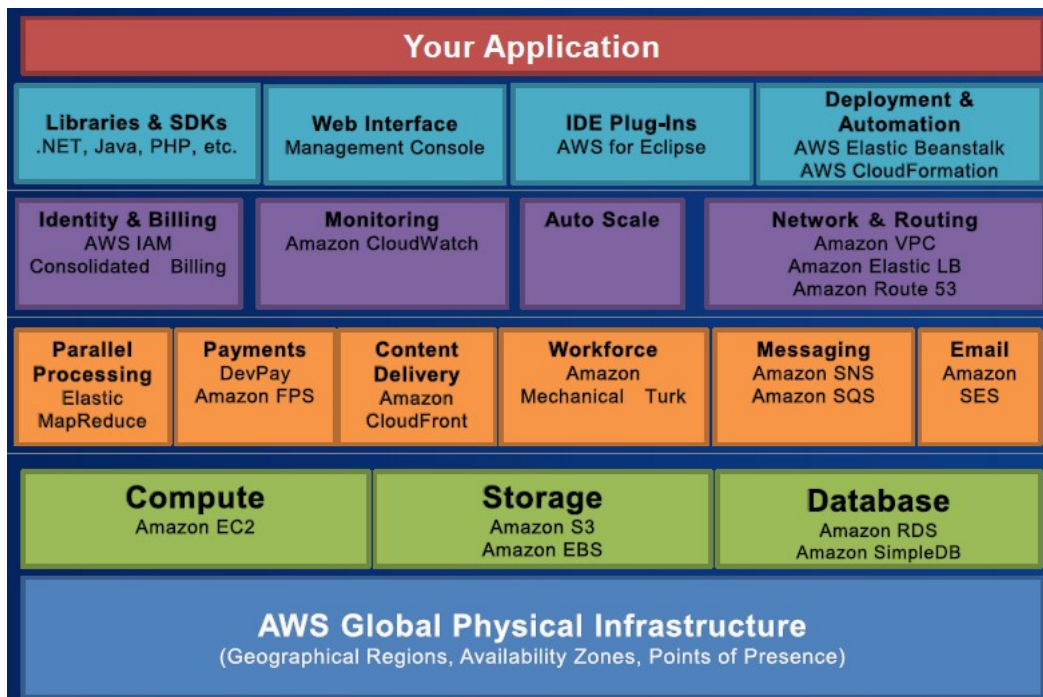 Your Application
Libraries & SDKs
.NET, Java, PHP, etc.
Web Interface
Management Console
IDE Plug-Ins
AWS for Eclipse
Deployment &
Automation
AWS Elastic Beanstalk
AWS CloudFormation
Identity & Billing
AWS IAM
Consolidated Billing
Monitoring
Amazon CloudWatch
Auto Scale
Network & Routing
Amazon VPC
Amazon Elastic LB
Amazon Route 53
Parallel
Processing
Elastic
MapReduce
Payments
DevPay
Amazon FPS
Content
Delivery
Amazon
CloudFront
Workforce
Amazon
Mechanical Turk
Messaging
Amazon SNS
Amazon SQS
Email
Amazon
SES
Compute
Amazon EC2
Storage
Amazon S3
Amazon EBS
Database
Amazon RDS
Amazon SimpleDB
AWS Global Physical Infrastructure
(Geographical Regions, Availability Zones, Points of Presence)